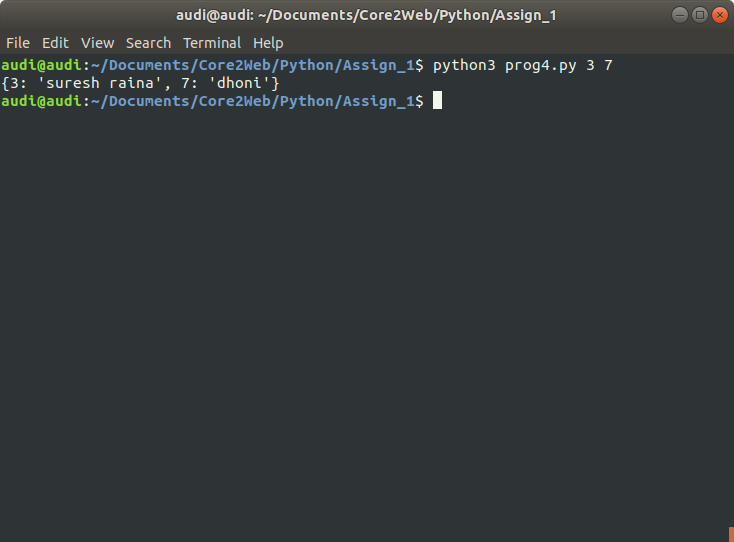 audi@audi: ~/Documents/Core2Web/Python/Assign_1
File Edit View Search Terminal Help
audi@audi:~/Documents/Core2Web/Python/Assign_1$ python3 prog4.py 3 7
{3: 'suresh raina', 7: 'dhoni'}
audi@audi:~/Documents/Core2Web/Python/Assign_1$